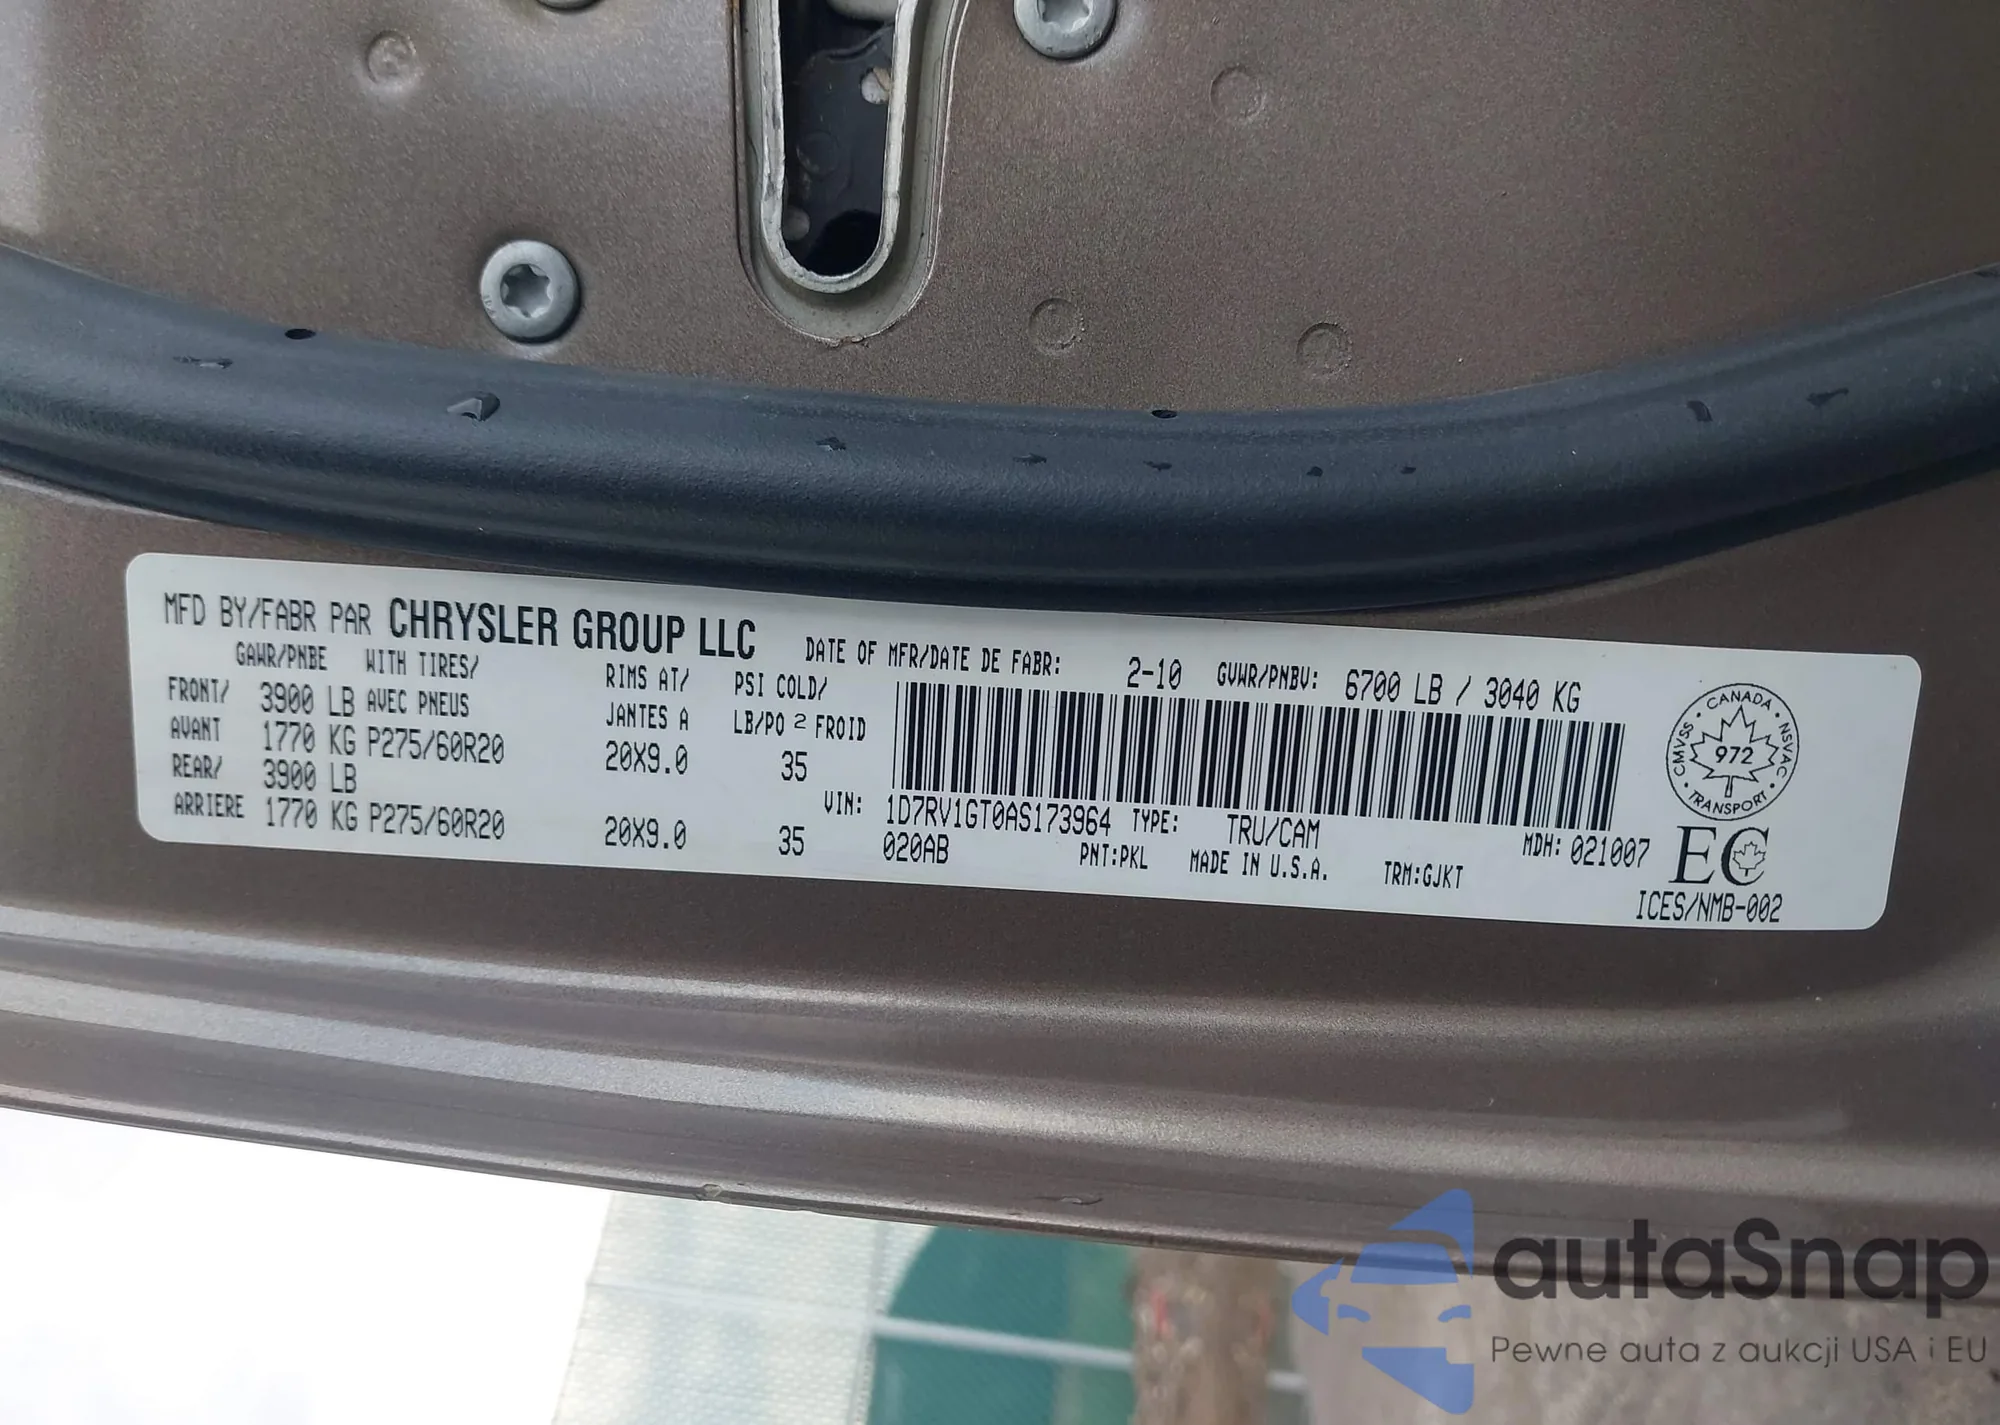 MFD BY/FABR PAR CHRYSLER GROUP LLC DATE OF MFR/DATE DE FABR: 2-10 GVWR/PNBV: 6700 LB / 3040 KG
GAWR/PNBE WITH TIRES/ RIMS AT/ PSI COLD/
FRONT/ 3900 LB AVEC PNEUS JANTES A LB/PO 2 FROID
AVANT 1770 KG P275/60R20 20X9.0 35
REAR/ 3900 LB
ARRIERE 1770 KG P275/60R20 20X9.0 35
VIN: 1D7RV1GT0AS173964 TYPE: TRU/CAM MDH: 021007
020AB PNT:PKL MADE IN U.S.A. TRM:GJKT
CANADA
CMVSS 972 NSVAC
TRANSPORT
EC
ICES/NMB-002
autaSnap
Pewne auta z aukcji USA i EU